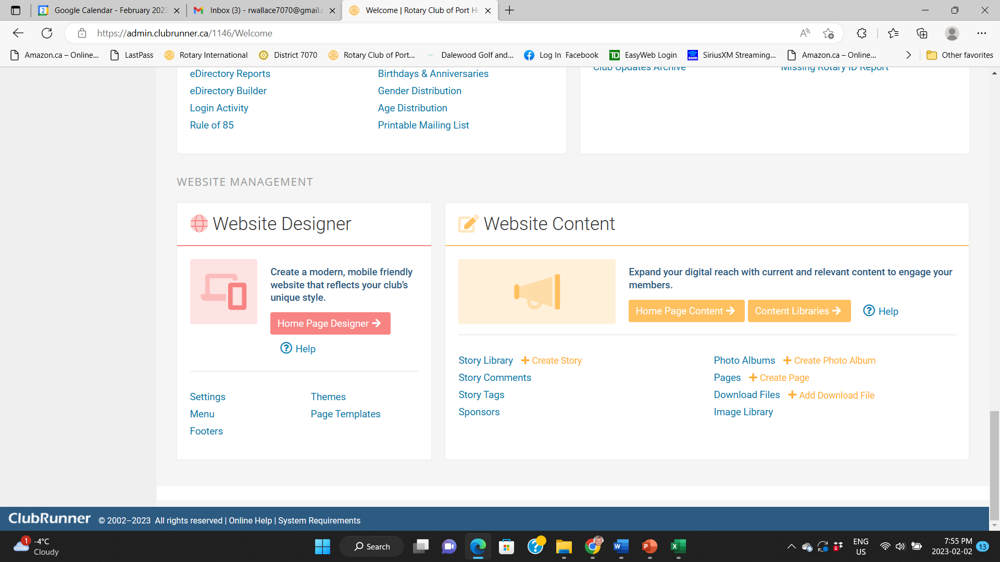 Google Calendar - February 2023
Inbox (3) - rwallace7070@gmail.c
Welcome | Rotary Club of Port H
https://admin.clubrunner.ca/1146/Welcome
Amazon.ca – Online...
LastPass
Rotary International
District 7070
Rotary Club of Port...
Dalewood Golf and...
Log In Facebook
TD
EasyWeb Login
SiriusXM Streaming...
Amazon.ca – Online...
Other favorites
eDirectory Reports
Birthdays & Anniversaries
Club Updates Archive
Missing Rotary ID Report
eDirectory Builder
Gender Distribution
Login Activity
Age Distribution
Rule of 85
Printable Mailing List
WEBSITE MANAGEMENT
Website Designer
Create a modern, mobile friendly
website that reflects your club's
unique style.
Home Page Designer
Help
Settings
Themes
Menu
Page Templates
Footers
Website Content
Expand your digital reach with current and relevant content to engage your
members.
Home Page Content
Content Libraries
Help
Story Library + Create Story
Story Comments
Story Tags
Sponsors
Photo Albums + Create Photo Album
Pages + Create Page
Download Files + Add Download File
Image Library
ClubRunner © 2002–2023 All rights reserved | Online Help | System Requirements
1
-4°C
Cloudy
Search
ENG
US
7:55 PM
2023-02-02
13